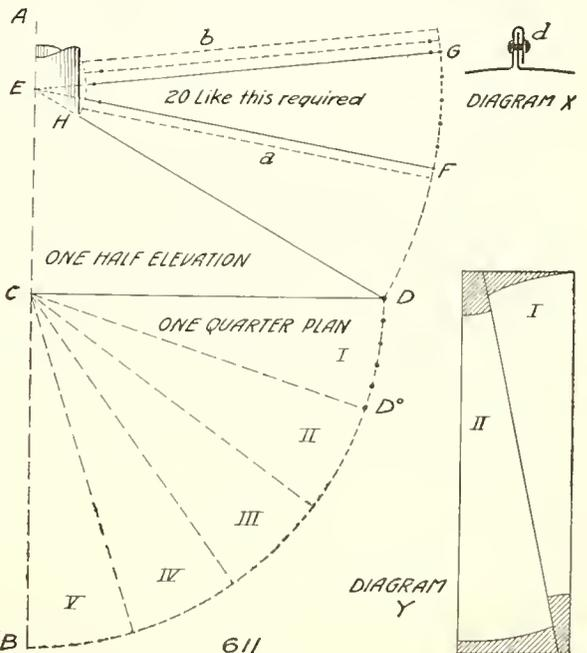 A
b
G
d
E
20 Like this required
DIAGRAM X
H
a
F
ONE HALF ELEVATION
C
D
ONE QUARTER PLAN
I
I
D°
II
II
III
IV
DIAGRAM
Y
V
B
611